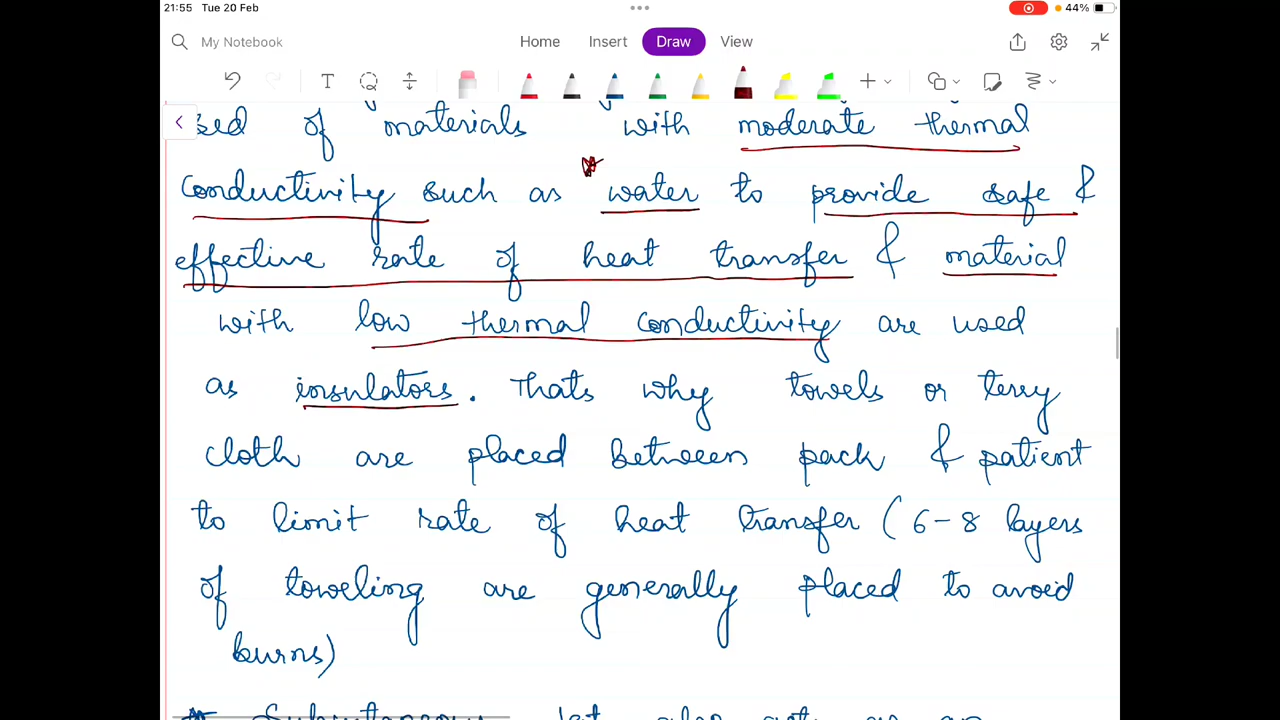 21:55 Tue 20 Feb
44%
My Notebook
Home Insert Draw View
sed of materials with moderate thermal
conductivity such as water to provide safe &
effective rate of heat transfer & material
with low thermal conductivity are used
as insulators. Thats why towels or terry
cloth are placed between pack & patient
to limit rate of heat transfer (6-8 layers
of toweling are generally placed to avoid
burns)
Subcutaneous